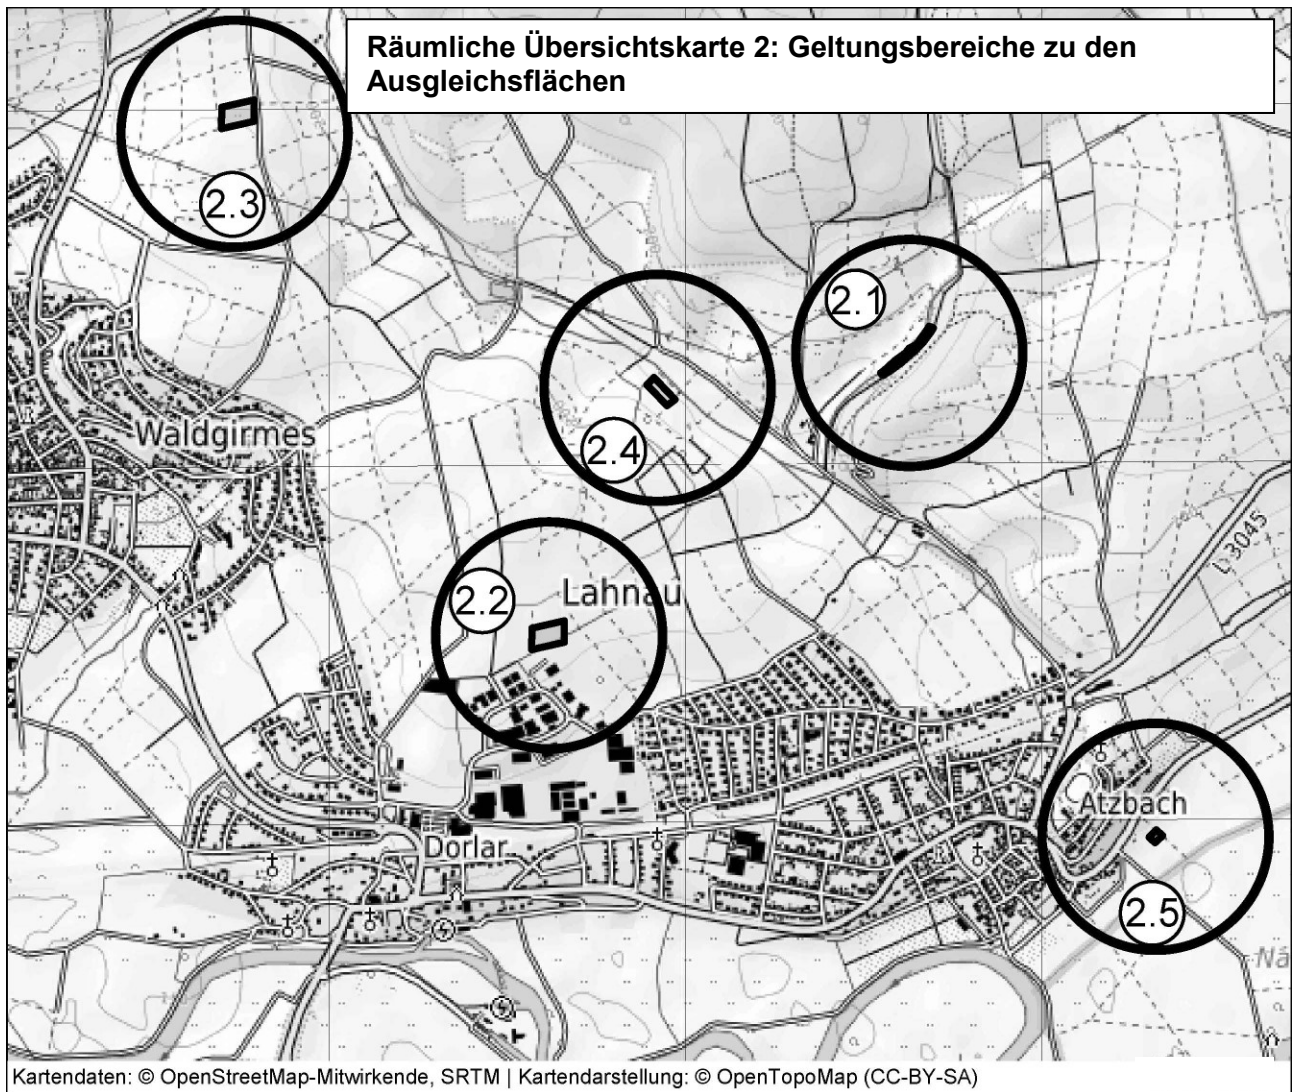 Räumliche Übersichtskarte 2: Geltungsbereiche zu den
Ausgleichsflächen
2.3
2.1
2.4
Waldgirmes
2.2
Lahnau
L 3045
Atzbach
Dorlar
2.5
Nä
Kartendaten: © OpenStreetMap-Mitwirkende, SRTM | Kartendarstellung: © OpenTopoMap (CC-BY-SA)